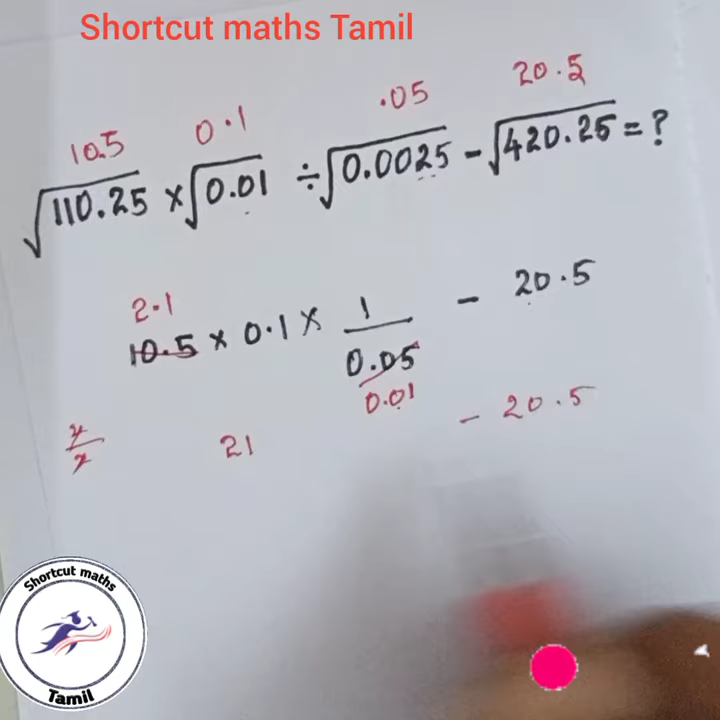 Shortcut maths Tamil
10.5 0.1 .05 20.5
√110.25 × √0.01 ÷ √0.0025 - √420.25 = ?
2.1
10.5 × 0.1 × 1/0.05 - 20.5
0.01
21 - 20.5
Shortcut maths
Tamil